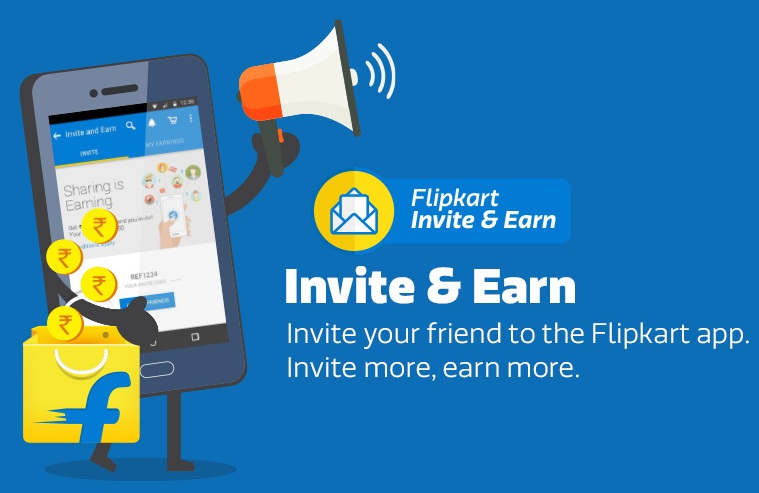 12:36
Invite and Earn
INVITE
MY EARNINGS
Sharing is
Earning
REF1234
YOUR INVITE CODE
FRIENDS
Flipkart
Invite & Earn
Invite & Earn
Invite your friend to the Flipkart app.
Invite more, earn more.
₹
₹
₹
₹
f